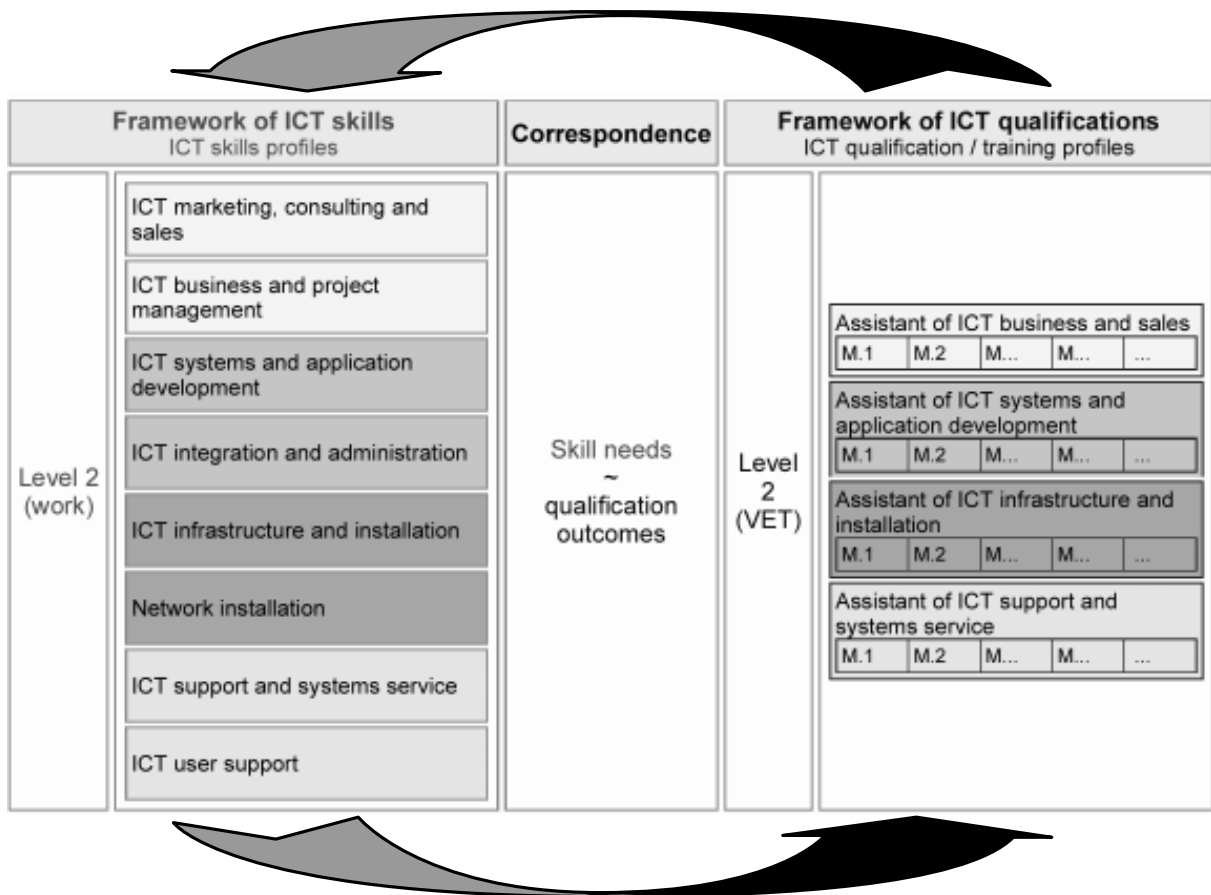 Framework of ICT skills
ICT skills profiles
Correspondence
Framework of ICT qualifications
ICT qualification / training profiles
Level 2
(work)
ICT marketing, consulting and
sales
ICT business and project
management
ICT systems and application
development
ICT integration and administration
ICT infrastructure and installation
Network installation
ICT support and systems service
ICT user support
Skill needs
~
qualification
outcomes
Level
2
(VET)
Assistant of ICT business and sales
M.1 M.2 M... M... ...
Assistant of ICT systems and
application development
M.1 M.2 M... M... ...
Assistant of ICT infrastructure and
installation
M.1 M.2 M... M... ...
Assistant of ICT support and
systems service
M.1 M.2 M... M... ...